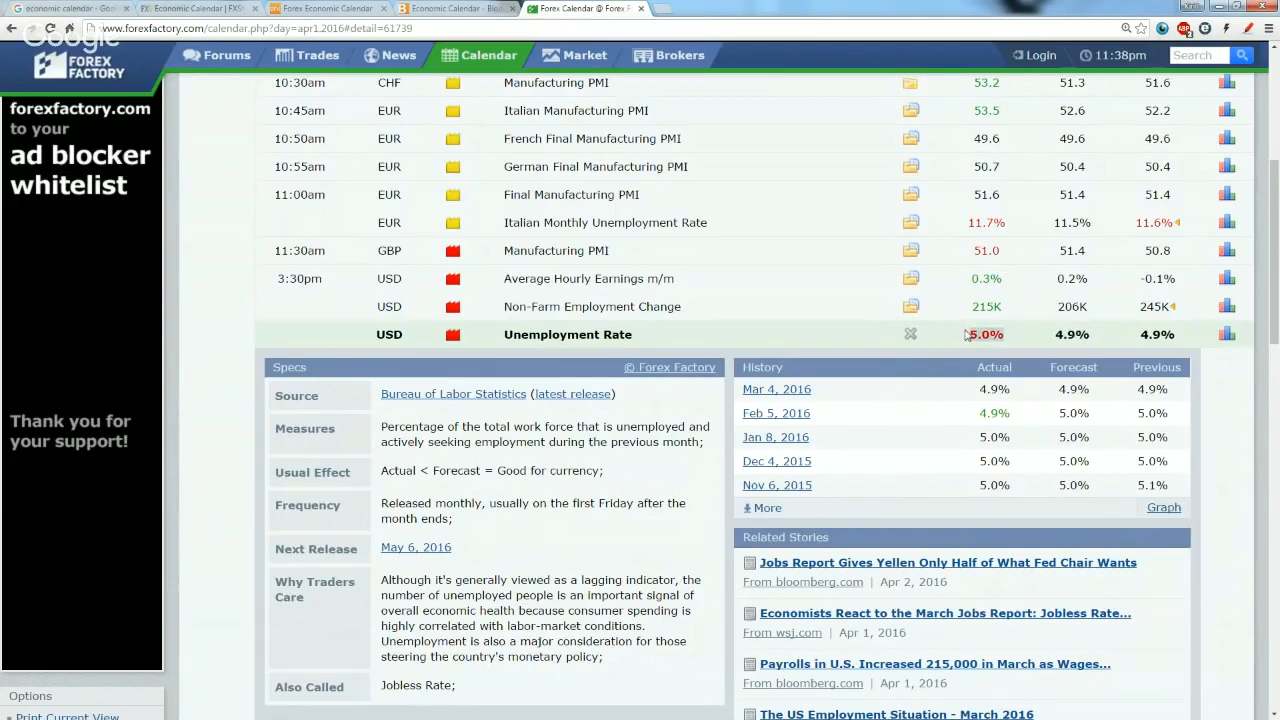 economic calendar - Goo
FXS Economic Calendar | FXSt
Forex Economic Calendar
Economic Calendar - Bloo
Forex Calendar @ Forex F
www.forexfactory.com/calendar.php?day=apr1.2016#detail=61739
Google
FOREX FACTORY
Forums
Trades
News
Calendar
Market
Brokers
Login
11:38pm
Search
forexfactory.com
to your
ad blocker
whitelist
Thank you for
your support!
Options
Print Current View
10:30am CHF Manufacturing PMI 53.2 51.3 51.6
10:45am EUR Italian Manufacturing PMI 53.5 52.6 52.2
10:50am EUR French Final Manufacturing PMI 49.6 49.6 49.6
10:55am EUR German Final Manufacturing PMI 50.7 50.4 50.4
11:00am EUR Final Manufacturing PMI 51.6 51.4 51.4
EUR Italian Monthly Unemployment Rate 11.7% 11.5% 11.6%
11:30am GBP Manufacturing PMI 51.0 51.4 50.8
3:30pm USD Average Hourly Earnings m/m 0.3% 0.2% -0.1%
USD Non-Farm Employment Change 215K 206K 245K
USD Unemployment Rate 5.0% 4.9% 4.9%
Specs © Forex Factory
Source Bureau of Labor Statistics (latest release)
Measures Percentage of the total work force that is unemployed and
actively seeking employment during the previous month;
Usual Effect Actual < Forecast = Good for currency;
Frequency Released monthly, usually on the first Friday after the
month ends;
Next Release May 6, 2016
Why Traders Care Although it's generally viewed as a lagging indicator, the
number of unemployed people is an important signal of
overall economic health because consumer spending is
highly correlated with labor-market conditions.
Unemployment is also a major consideration for those
steering the country's monetary policy;
Also Called Jobless Rate;
History Actual Forecast Previous
Mar 4, 2016 4.9% 4.9% 4.9%
Feb 5, 2016 4.9% 5.0% 5.0%
Jan 8, 2016 5.0% 5.0% 5.0%
Dec 4, 2015 5.0% 5.0% 5.0%
Nov 6, 2015 5.0% 5.0% 5.1%
More Graph
Related Stories
Jobs Report Gives Yellen Only Half of What Fed Chair Wants
From bloomberg.com | Apr 2, 2016
Economists React to the March Jobs Report: Jobless Rate...
From wsj.com | Apr 1, 2016
Payrolls in U.S. Increased 215,000 in March as Wages...
From bloomberg.com | Apr 1, 2016
The US Employment Situation - March 2016